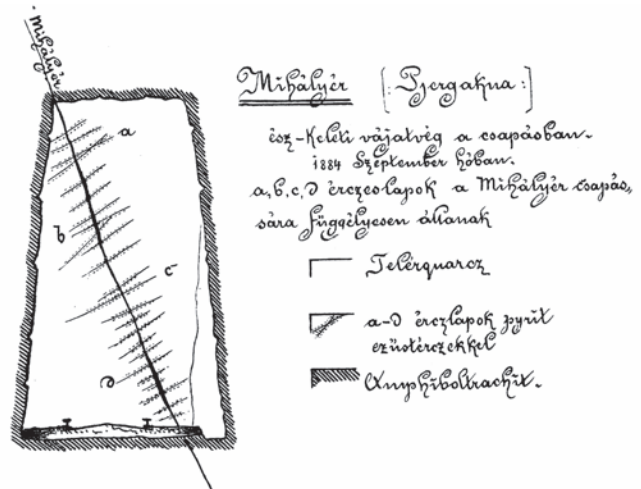 Mihályér
a
b
c
d
Mihályér [: Pjergakna :]
ész-Keleti vájatvég a csapásban.
1884 Szeptember hóban.
a, b, c, d érczeslapok a Mihályér csapás„
sára függélyesen állanak
Telérquarcz
a-d érczlapok pyrit
ezüstérczekkel
Amphiboltrachit.